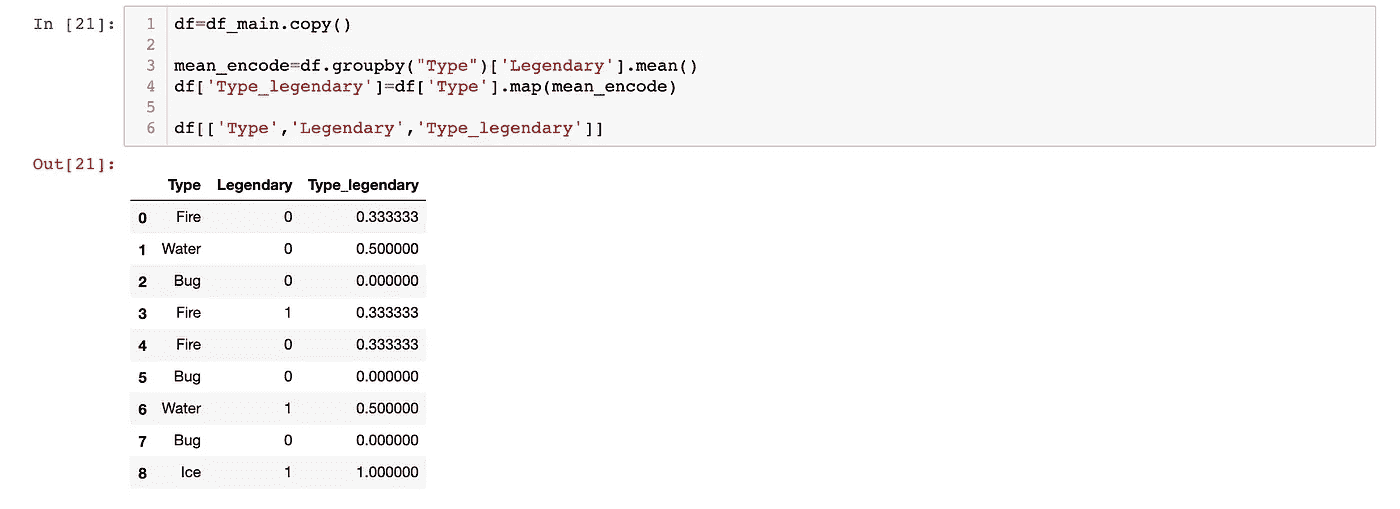 In [21]:
1 df=df_main.copy()
2
3 mean_encode=df.groupby("Type")['Legendary'].mean()
4 df['Type_legendary']=df['Type'].map(mean_encode)
5
6 df[['Type','Legendary','Type_legendary']]
Out[21]:
Type Legendary Type_legendary
0 Fire 0 0.333333
1 Water 0 0.500000
2 Bug 0 0.000000
3 Fire 1 0.333333
4 Fire 0 0.333333
5 Bug 0 0.000000
6 Water 1 0.500000
7 Bug 0 0.000000
8 Ice 1 1.000000